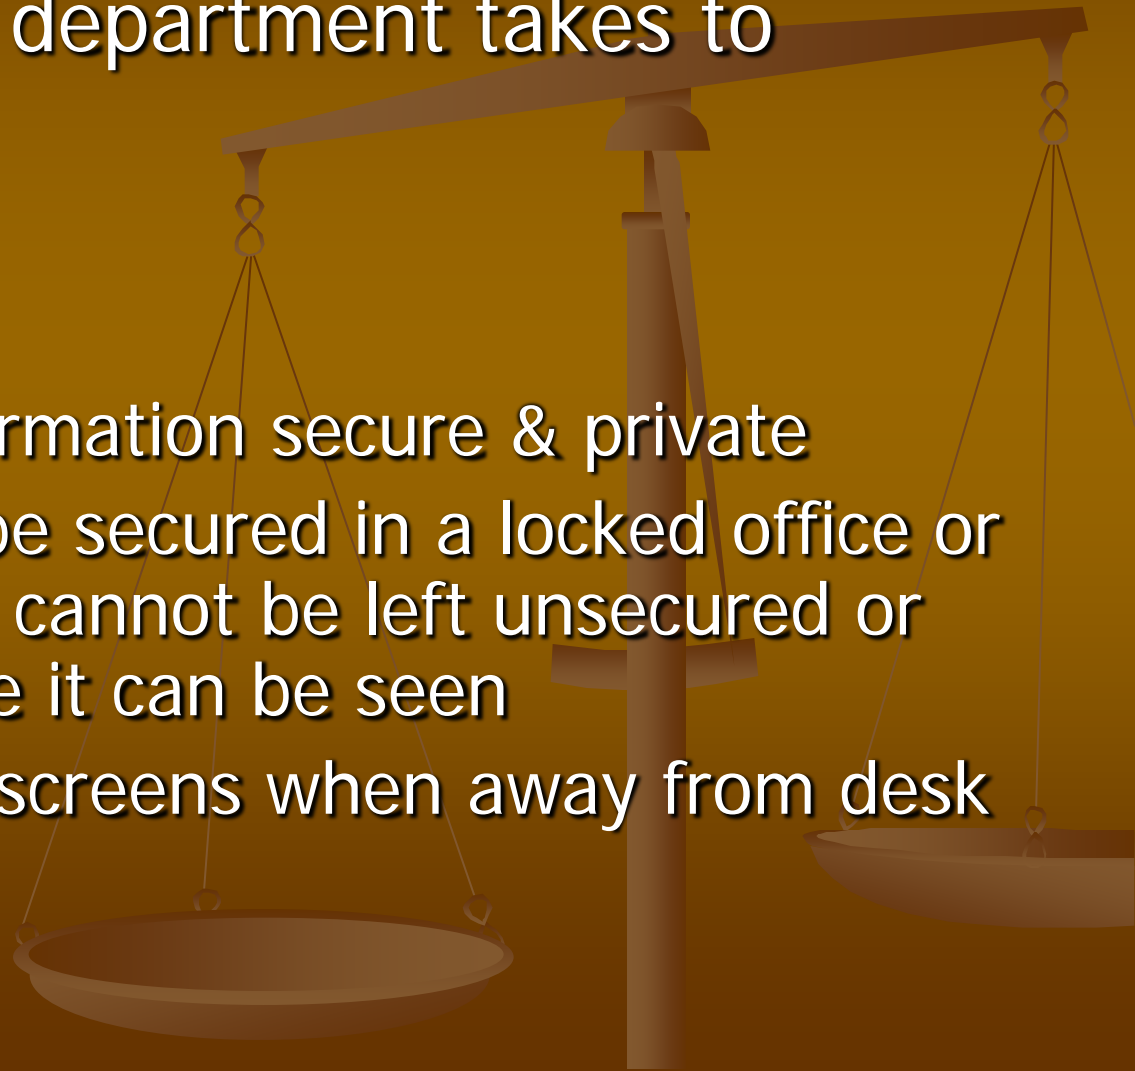 department takes to
rmation secure & private
be secured in a locked office or
cannot be left unsecured or
e it can be seen
screens when away from desk